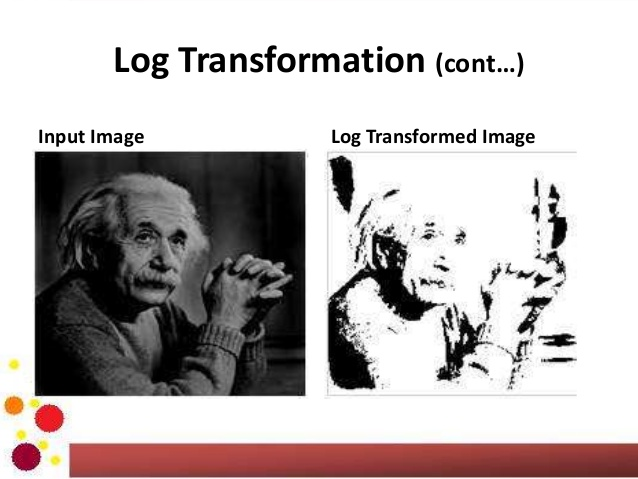 Log Transformation (cont…)
Input Image
Log Transformed Image